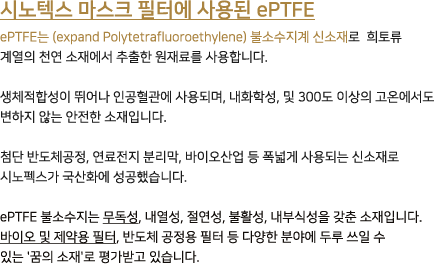 시노텍스 마스크 필터에 사용된 ePTFE
ePTFE는 (expand Polytetrafluoroethylene) 불소수지계 신소재로 희토류
계열의 천연 소재에서 추출한 원재료를 사용합니다.
생체적합성이 뛰어나 인공혈관에 사용되며, 내화학성, 및 300도 이상의 고온에서도
변하지 않는 안전한 소재입니다.
첨단 반도체공정, 연료전지 분리막, 바이오산업 등 폭넓게 사용되는 신소재로
시노펙스가 국산화에 성공했습니다.
ePTFE 불소수지는 무독성, 내열성, 절연성, 불활성, 내부식성을 갖춘 소재입니다.
바이오 및 제약용 필터, 반도체 공정용 필터 등 다양한 분야에 두루 쓰일 수
있는 '꿈의 소재'로 평가받고 있습니다.